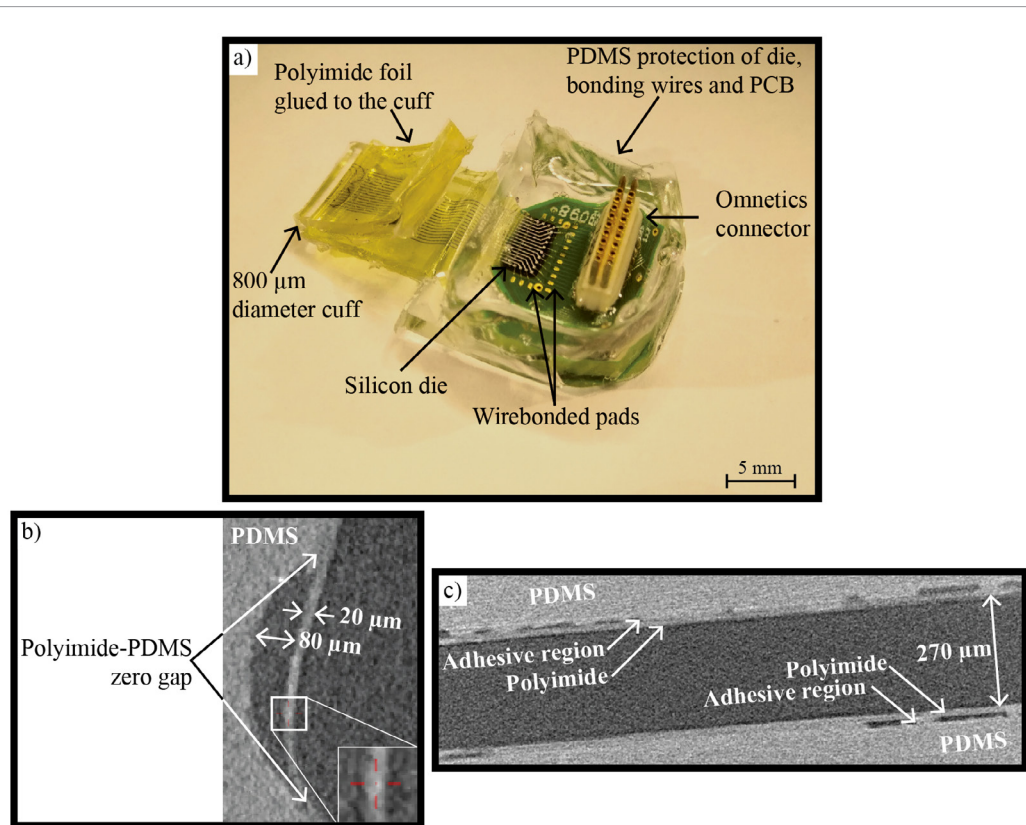 a)
Polyimide foil
glued to the cuff
PDMS protection of die,
bonding wires and PCB
Omnetics
connector
800 µm
diameter cuff
Silicon die
Wirebonded pads
5 mm
b)
PDMS
20 µm
80 µm
Polyimide-PDMS
zero gap
c)
PDMS
Adhesive region
Polyimide
270 µm
Polyimide
Adhesive region
PDMS